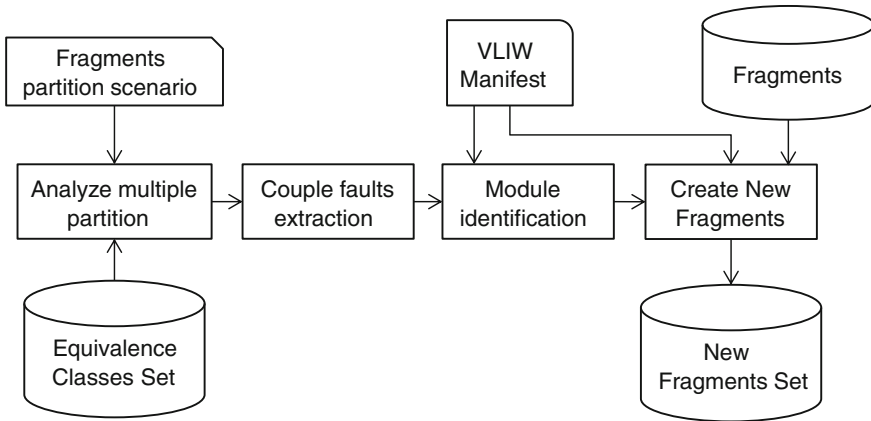 Fragments
partition scenario
VLIW
Manifest
Fragments
Analyze multiple
partition
Couple faults
extraction
Module
identification
Create New
Fragments
Equivalence
Classes Set
New
Fragments Set